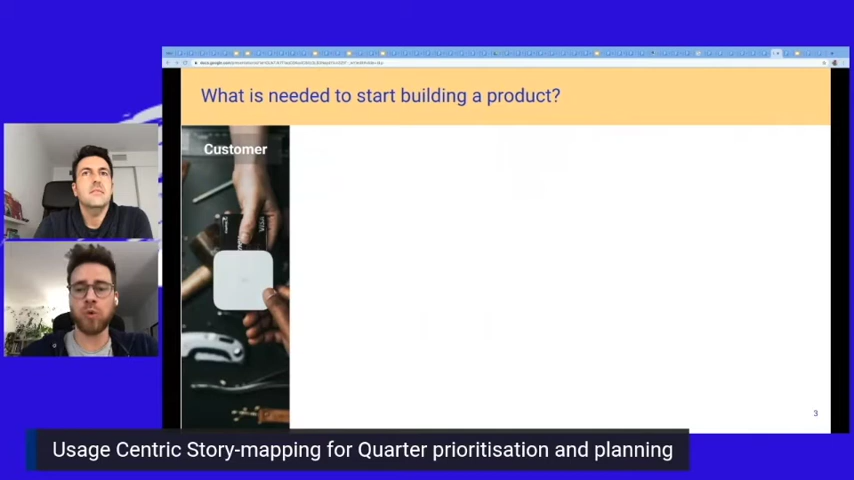 What is needed to start building a product?
Customer
3
Usage Centric Story-mapping for Quarter prioritisation and planning